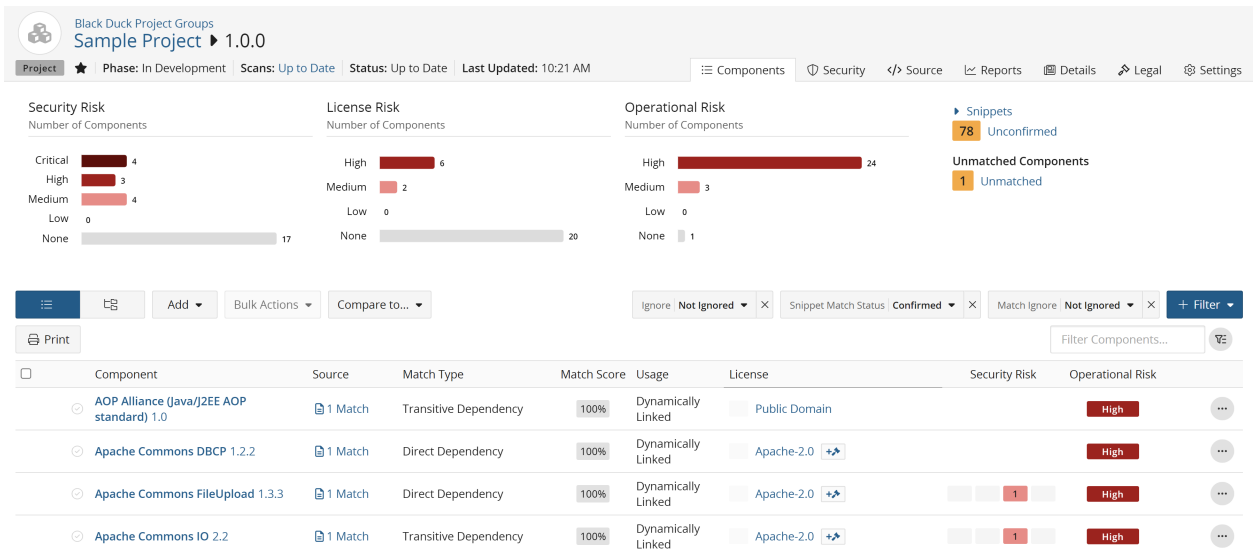 Black Duck Project Groups
Sample Project 1.0.0
Project Phase: In Development Scans: Up to Date Status: Up to Date Last Updated: 10:21 AM
Components Security Source Reports Details Legal Settings
Security Risk
Number of Components
Critical 4
High 3
Medium 4
Low 0
None 17
License Risk
Number of Components
High 6
Medium 2
Low 0
None 20
Operational Risk
Number of Components
High 24
Medium 3
Low 0
None 1
Snippets
78 Unconfirmed
Unmatched Components
1 Unmatched
Add Bulk Actions Compare to... Ignore Not Ignored × Snippet Match Status Confirmed × Match Ignore Not Ignored × + Filter
Print Filter Components...
Component Source Match Type Match Score Usage License Security Risk Operational Risk
AOP Alliance (Java/J2EE AOP
standard) 1.0 1 Match Transitive Dependency 100% Dynamically
Linked Public Domain High
Apache Commons DBCP 1.2.2 1 Match Direct Dependency 100% Dynamically
Linked Apache-2.0 High
Apache Commons FileUpload 1.3.3 1 Match Direct Dependency 100% Dynamically
Linked Apache-2.0 1 High
Apache Commons IO 2.2 1 Match Transitive Dependency 100% Dynamically
Linked Apache-2.0 1 High